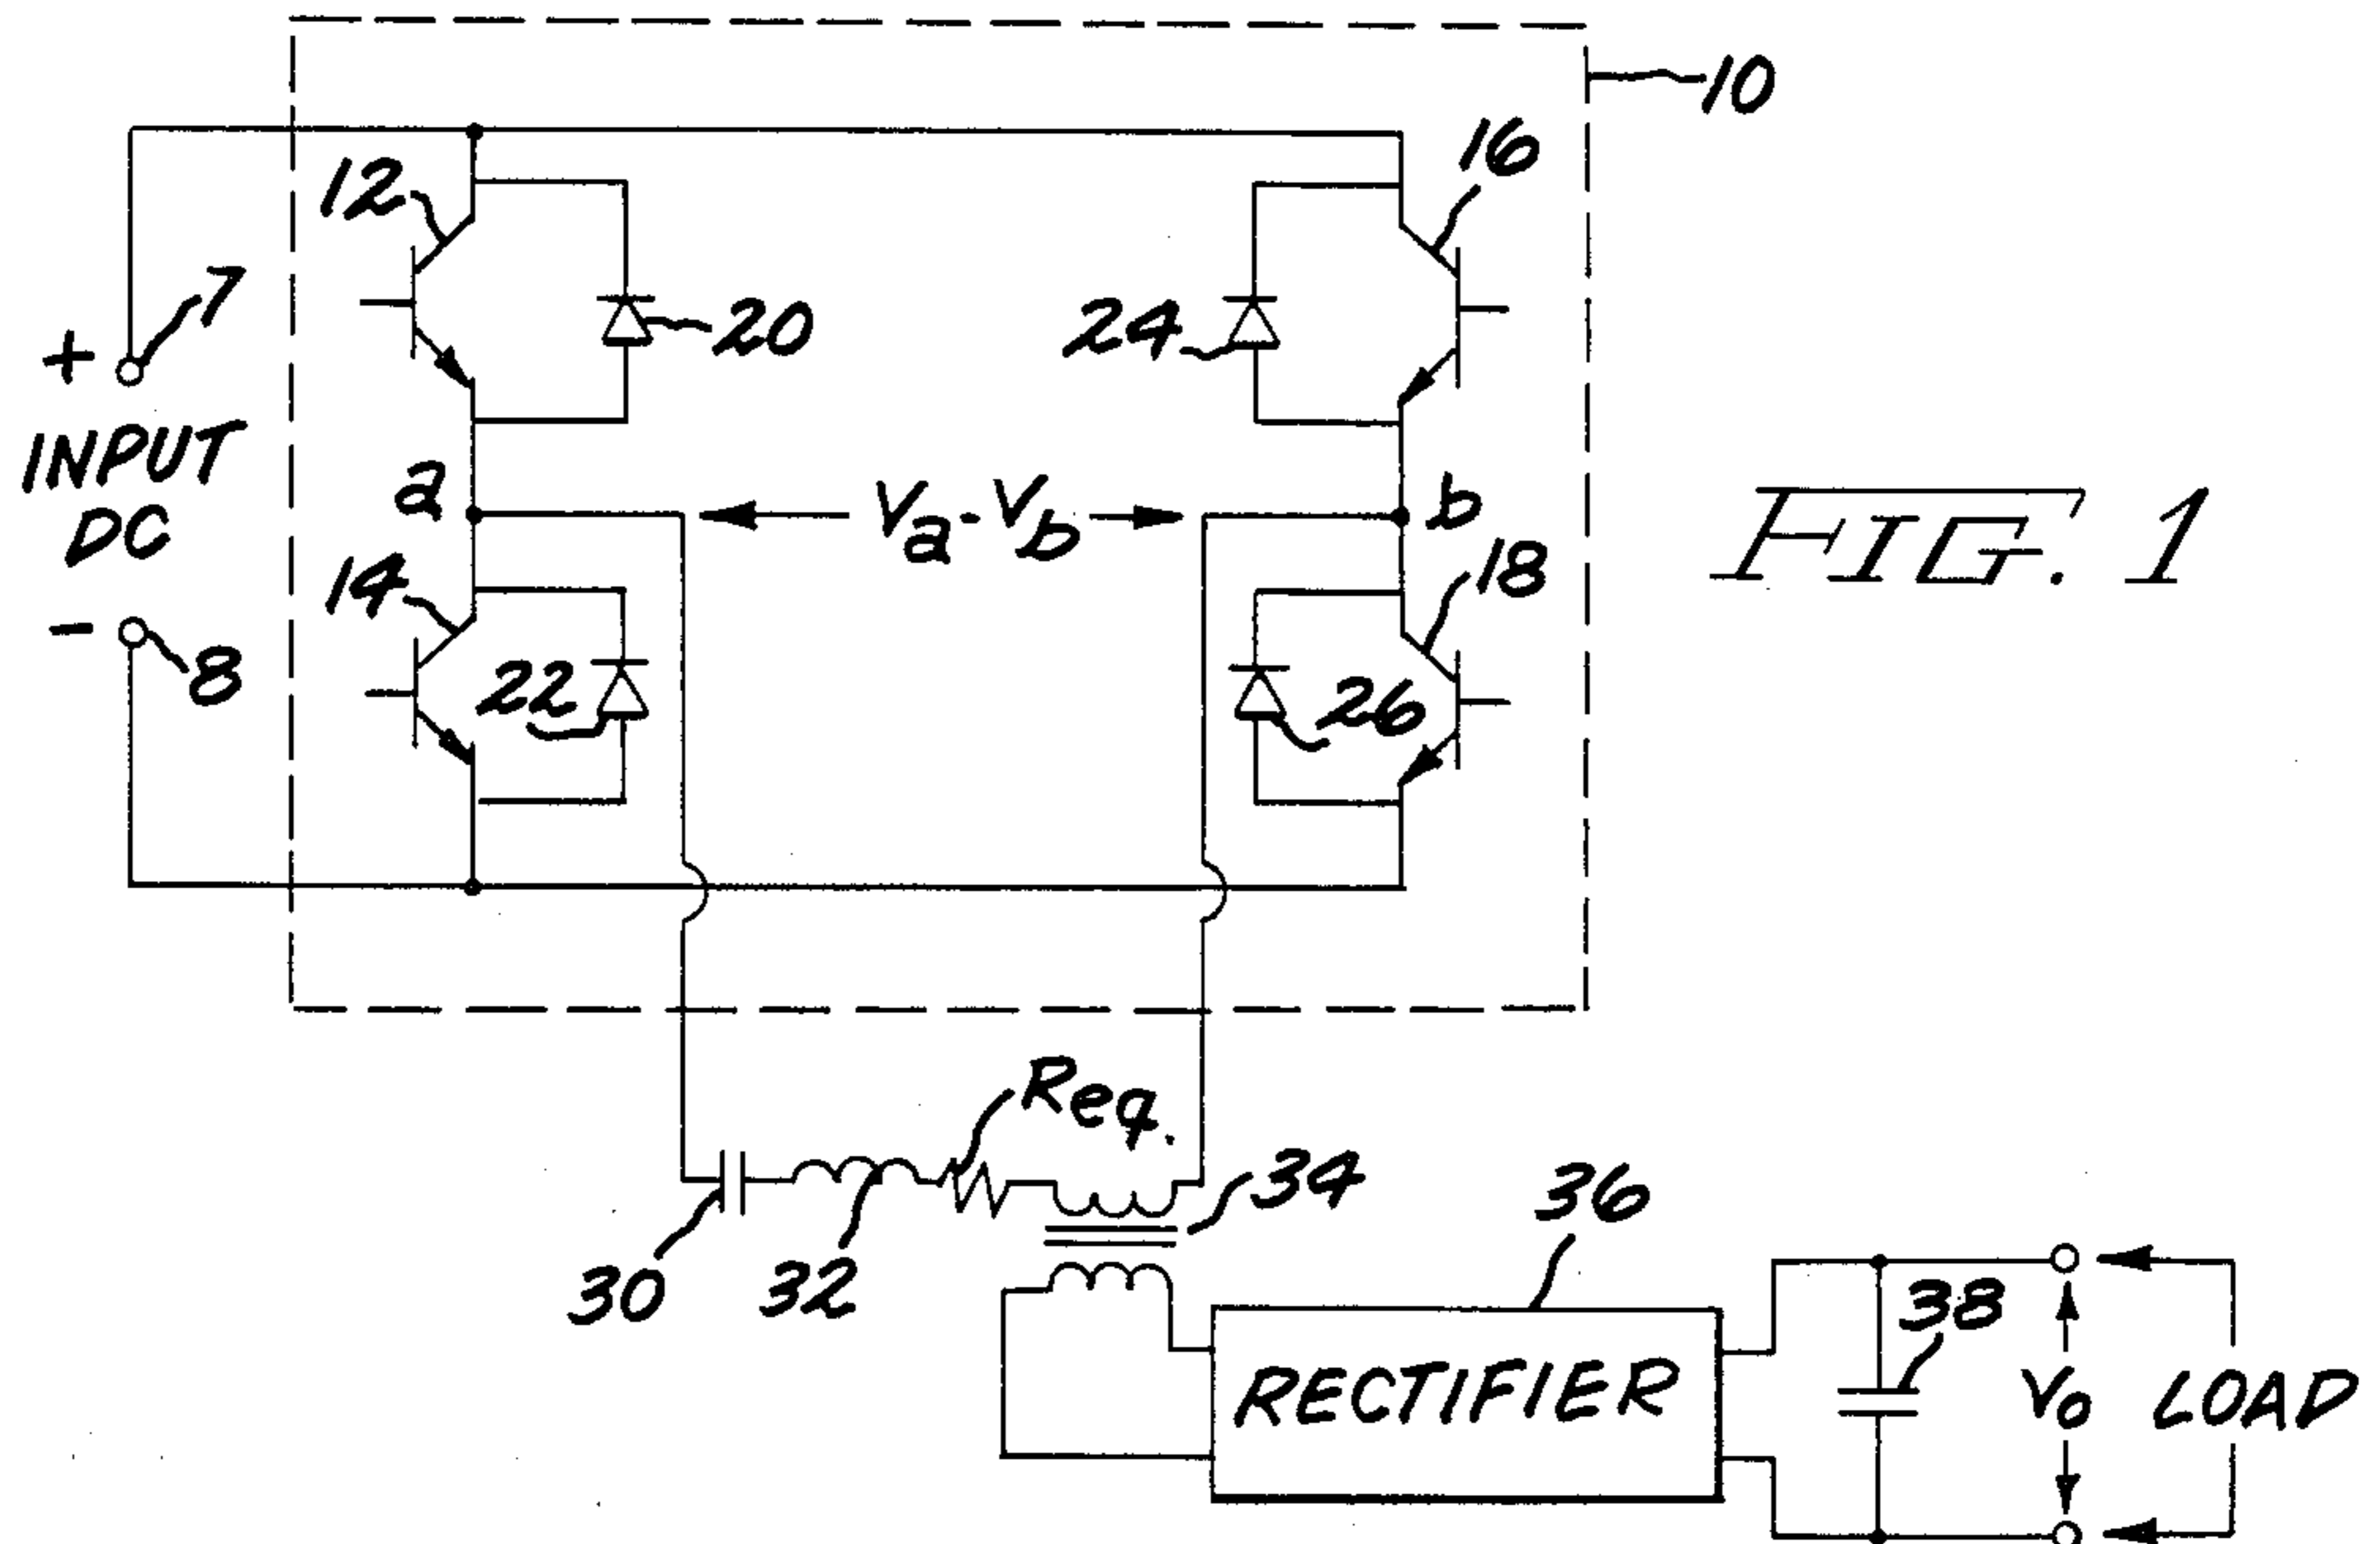 10
16
12
7
+
20
24
INPUT
DC
a
Va-Vb
b
FIG. 1
14
18
-
8
22
26
Req.
34
36
30
32
38
RECTIFIER
Vo
LOAD